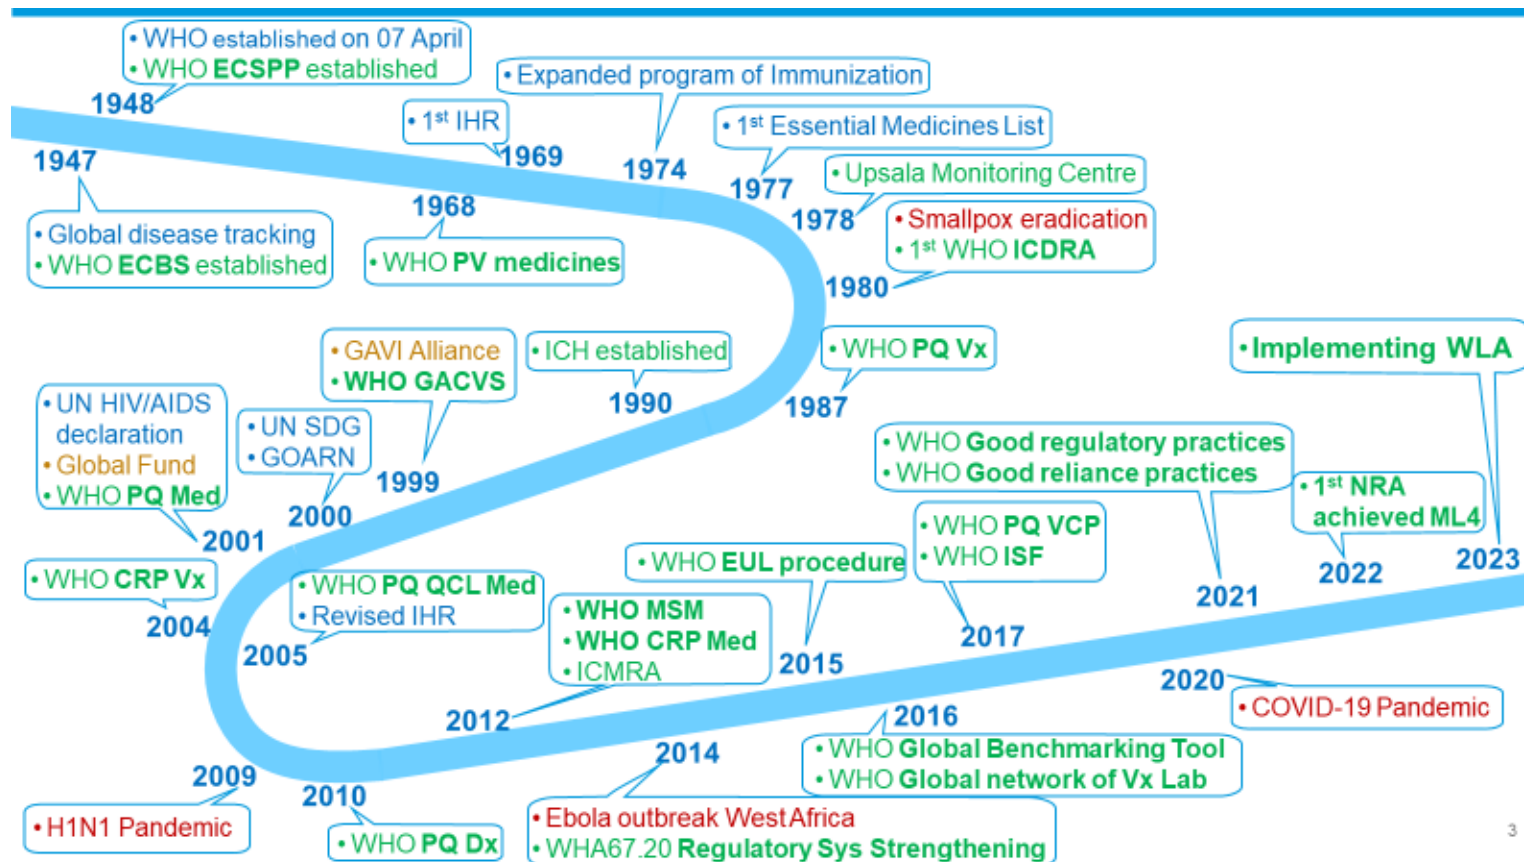 • WHO established on 07 April
• WHO ECSPP established
1948
1947
• Global disease tracking
• WHO ECBS established
• 1st IHR
1969
1968
• WHO PV medicines
• Expanded program of Immunization
1974
• 1st Essential Medicines List
1977
• Upsala Monitoring Centre
1978
• Smallpox eradication
• 1st WHO ICDRA
1980
• WHO PQ Vx
1987
• ICH established
1990
• GAVI Alliance
• WHO GACVS
1999
• UN SDG
• GOARN
2000
• UN HIV/AIDS
declaration
• Global Fund
• WHO PQ Med
2001
• WHO CRP Vx
2004
• WHO PQ QCL Med
• Revised IHR
2005
2009
• H1N1 Pandemic
2010
• WHO PQ Dx
• WHO MSM
• WHO CRP Med
• ICMRA
2012
2014
• Ebola outbreak West Africa
• WHA67.20 Regulatory Sys Strengthening
• WHO EUL procedure
2015
2016
• WHO Global Benchmarking Tool
• WHO Global network of Vx Lab
• WHO PQ VCP
• WHO ISF
2017
2020
• COVID-19 Pandemic
• WHO Good regulatory practices
• WHO Good reliance practices
2021
• 1st NRA
achieved ML4
2022
• Implementing WLA
2023
3